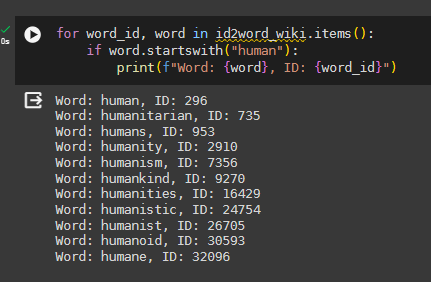 for word_id, word in id2word_wiki.items():
    if word.startswith("human"):
        print(f"Word: {word}, ID: {word_id}")
0s
Word: human, ID: 296
Word: humanitarian, ID: 735
Word: humans, ID: 953
Word: humanity, ID: 2910
Word: humanism, ID: 7356
Word: humankind, ID: 9270
Word: humanities, ID: 16429
Word: humanistic, ID: 24754
Word: humanist, ID: 26705
Word: humanoid, ID: 30593
Word: humane, ID: 32096